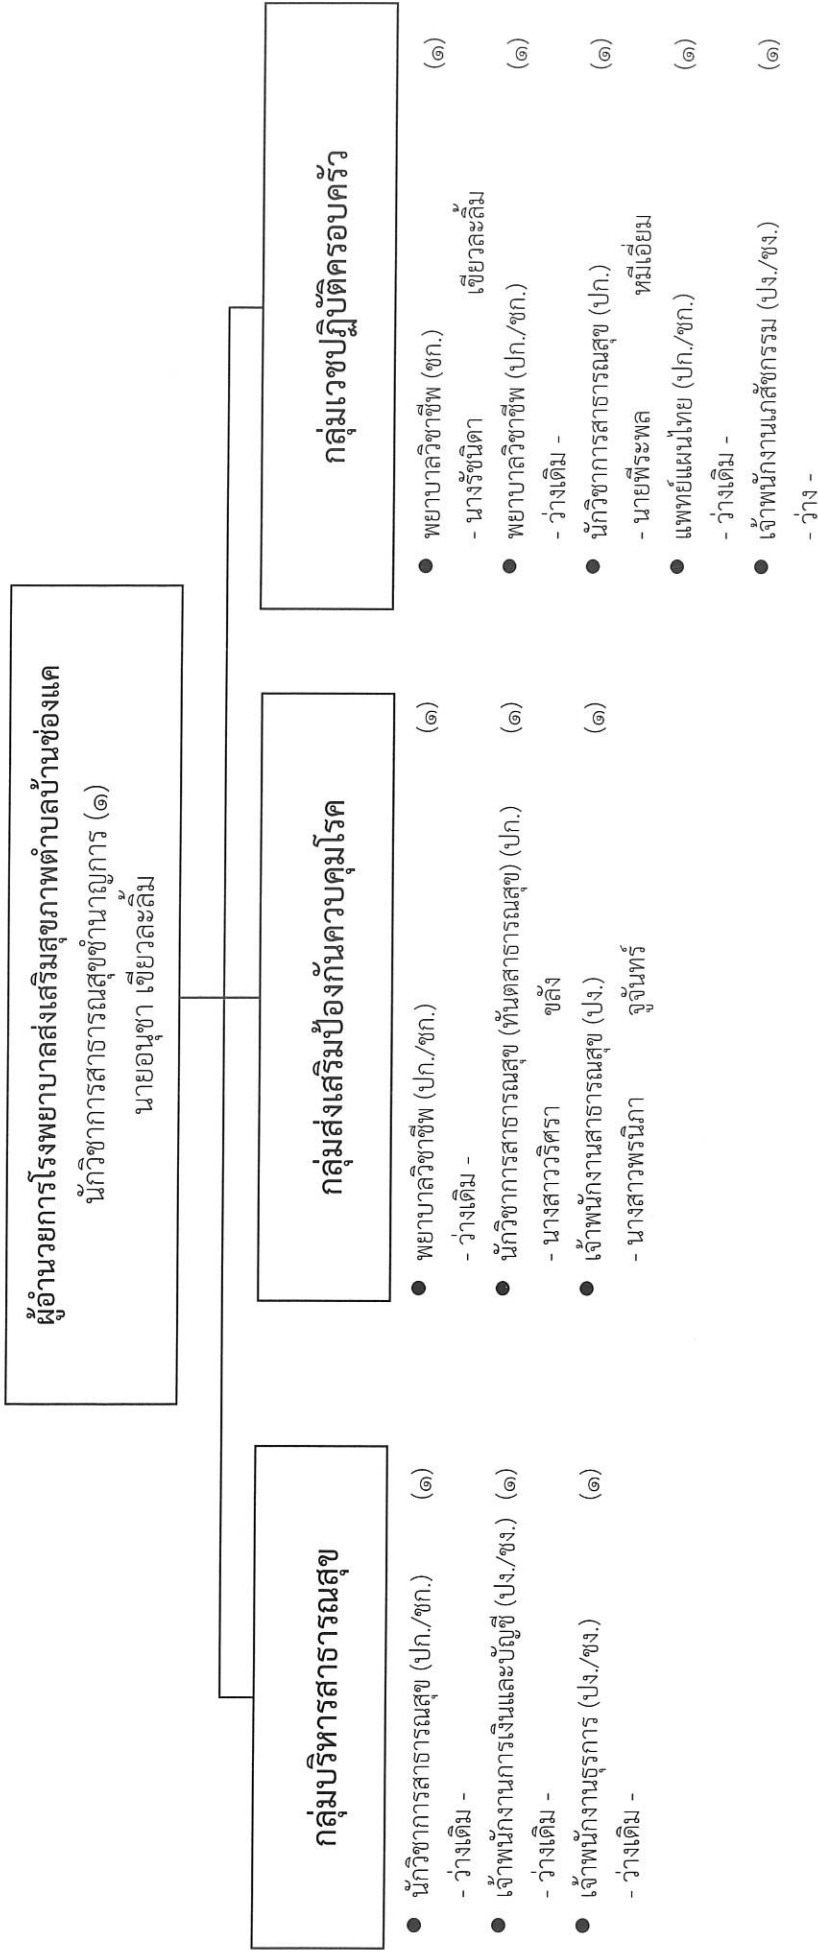 ผู้อำนวยการโรงพยาบาลส่งเสริมสุขภาพตำบลบ้านช่องแค
นักวิชาการสาธารณสุขชำนาญการ (๑)
นายอนุชา เขียวละลิ้ม
กลุ่มบริหารสาธารณสุข
● นักวิชาการสาธารณสุข (ปก./ชก.) (๑)
- ว่างเดิม -
● เจ้าพนักงานการเงินและบัญชี (ปง./ชง.) (๑)
- ว่างเดิม -
● เจ้าพนักงานธุรการ (ปง./ชง.) (๑)
- ว่างเดิม -
กลุ่มส่งเสริมป้องกันควบคุมโรค
● พยาบาลวิชาชีพ (ปก./ชก.) (๑)
- ว่างเดิม -
● นักวิชาการสาธารณสุข (ทันตสาธารณสุข) (ปก.) (๑)
- นางสาววริศรา ขลัง
● เจ้าพนักงานสาธารณสุข (ปง.) (๑)
- นางสาวพรนิภา จูจันทร์
กลุ่มเวชปฏิบัติครอบครัว
● พยาบาลวิชาชีพ (ชก.) (๑)
- นางรัชนิดา เขียวละลิ้ม
● พยาบาลวิชาชีพ (ปก./ชก.) (๑)
- ว่างเดิม -
● นักวิชาการสาธารณสุข (ปก.) (๑)
- นายพีระพล หมีเอี่ยม
● แพทย์แผนไทย (ปก./ชก.) (๑)
- ว่างเดิม -
● เจ้าพนักงานเภสัชกรรม (ปง./ชง.) (๑)
- ว่าง -